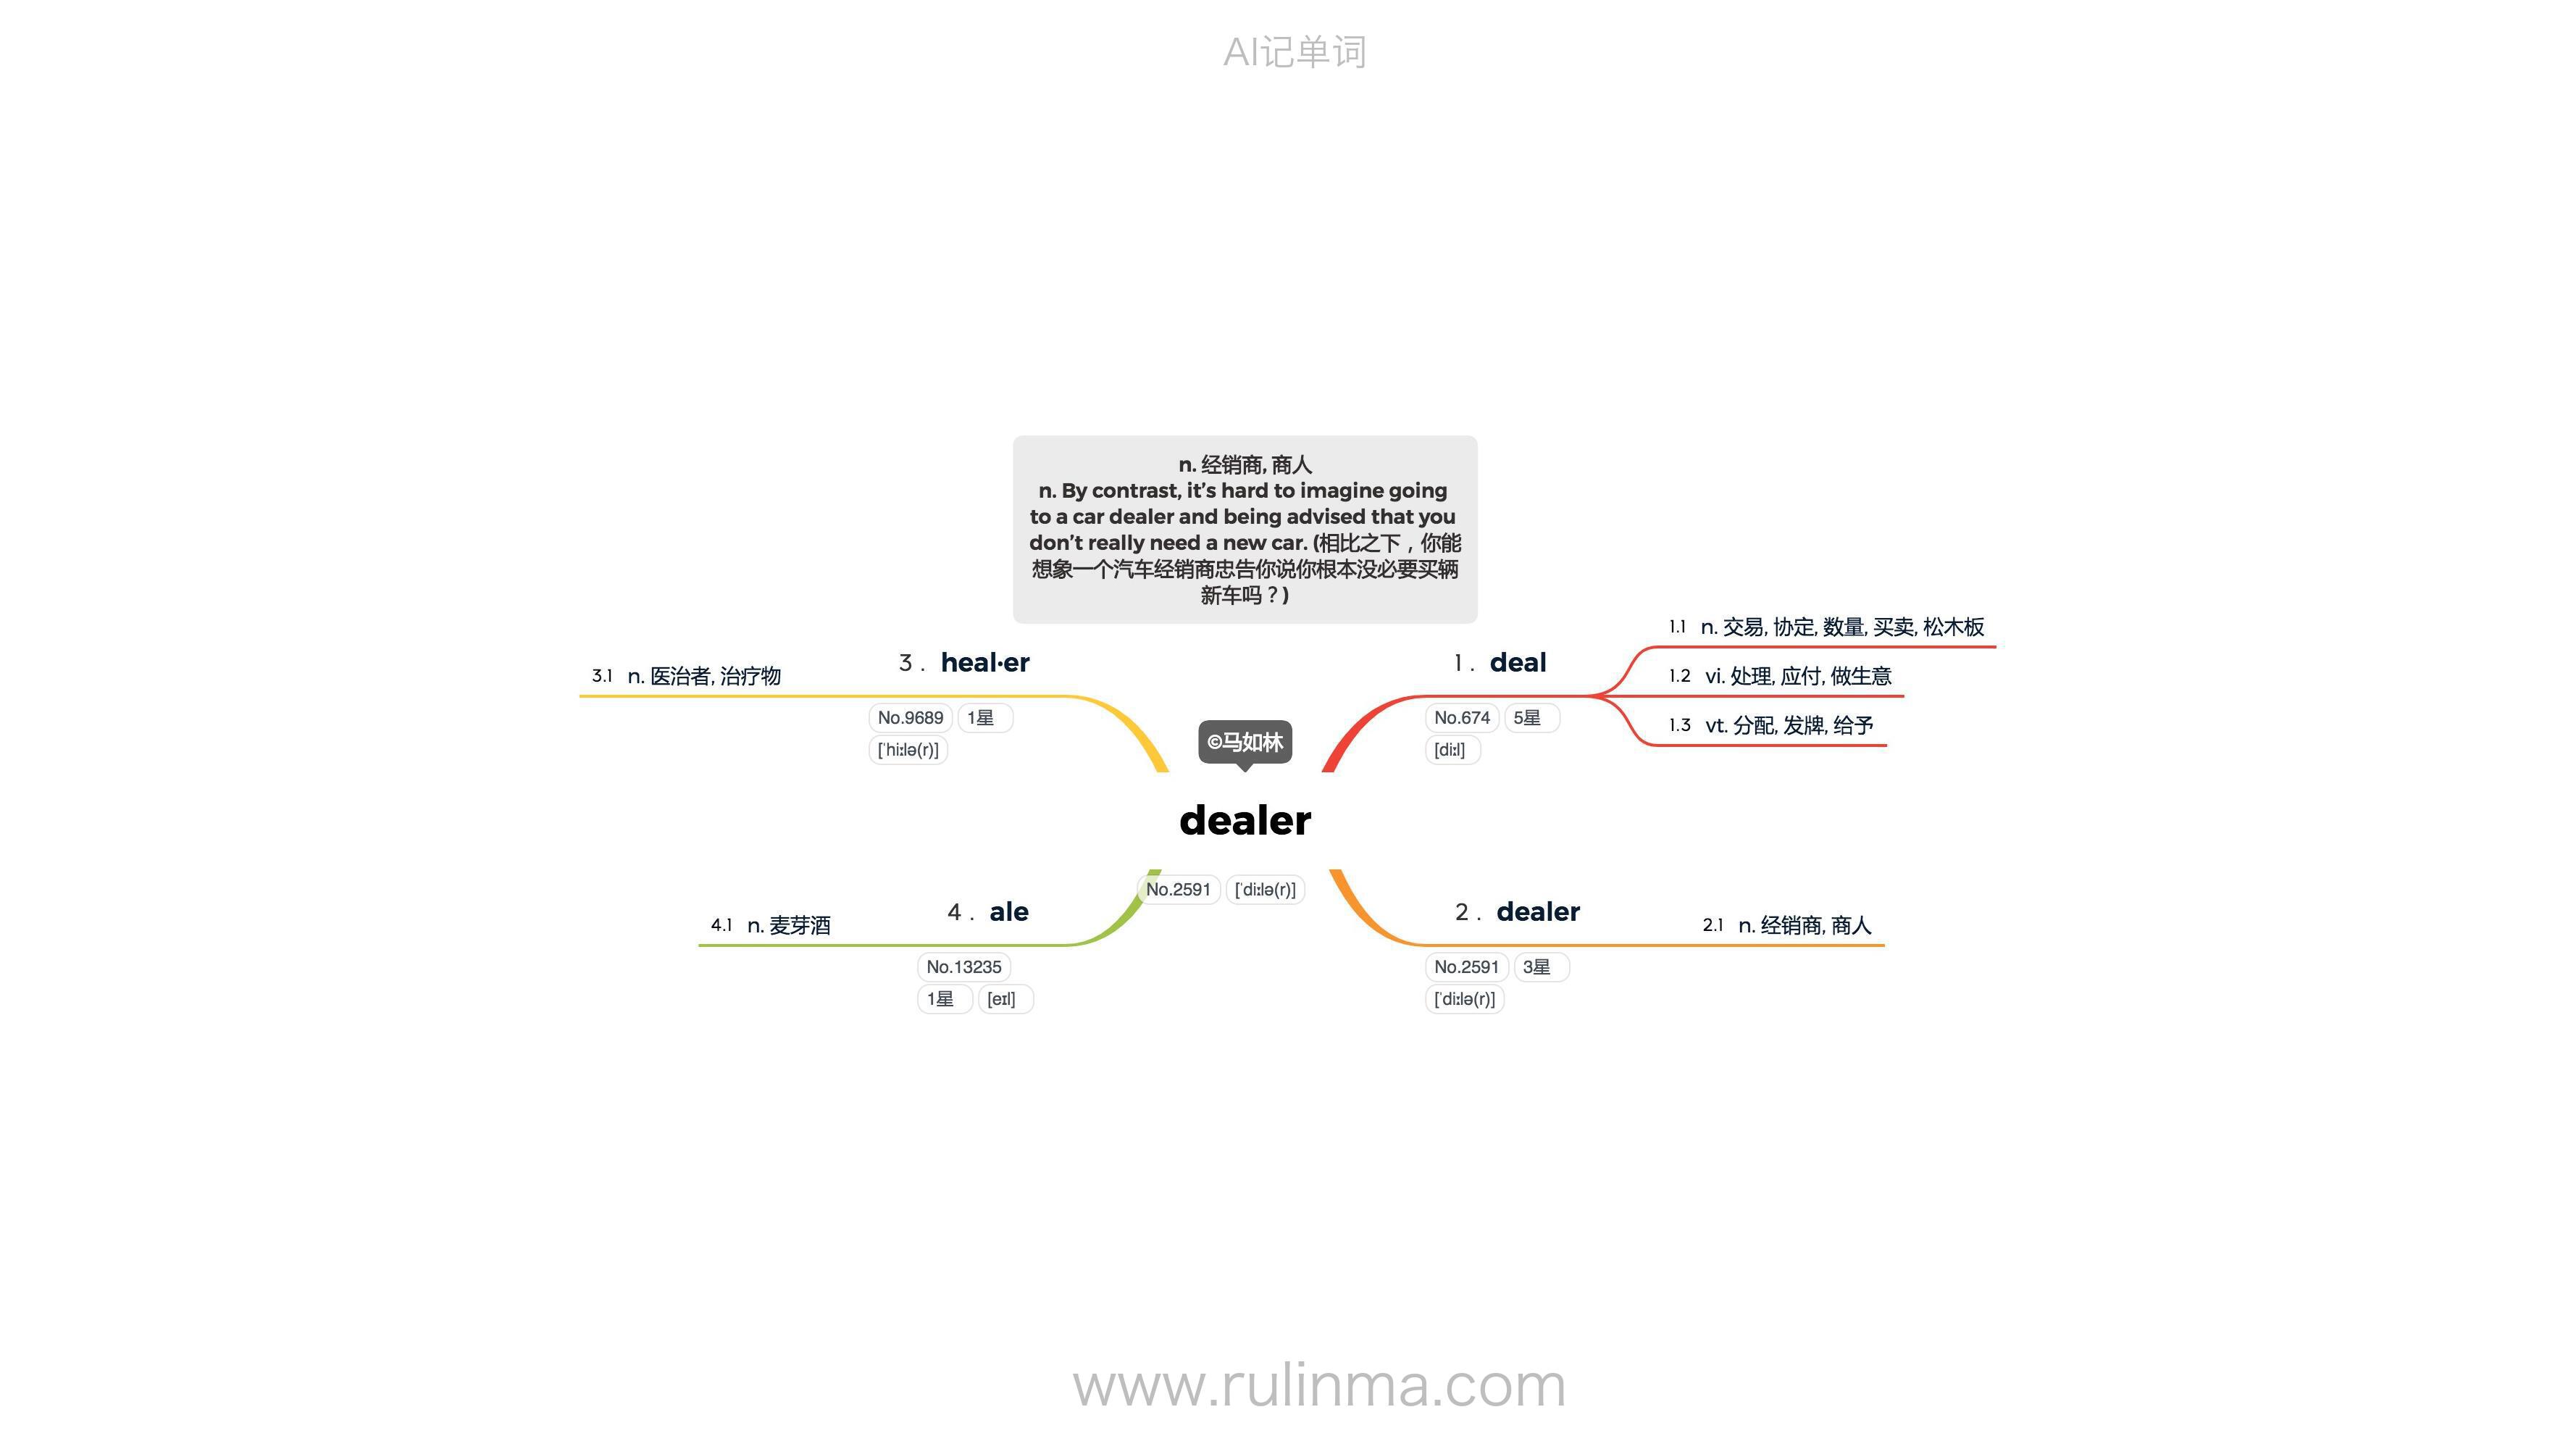 AI记单词
n. 经销商, 商人
n. By contrast, it’s hard to imagine going
to a car dealer and being advised that you
don’t really need a new car. (相比之下，你能
想象一个汽车经销商忠告你说你根本没必要买辆
新车吗？)
3. heal·er
3.1 n. 医治者, 治疗物
No.9689 1星
[ˈhiːlə(r)]
1. deal
No.674 5星
[diːl]
1.1 n. 交易, 协定, 数量, 买卖, 松木板
1.2 vi. 处理, 应付, 做生意
1.3 vt. 分配, 发牌, 给予
©马如林
dealer
No.2591 [ˈdiːlə(r)]
4. ale
4.1 n. 麦芽酒
No.13235
1星 [eɪl]
2. dealer
2.1 n. 经销商, 商人
No.2591 3星
[ˈdiːlə(r)]
www.rulinma.com